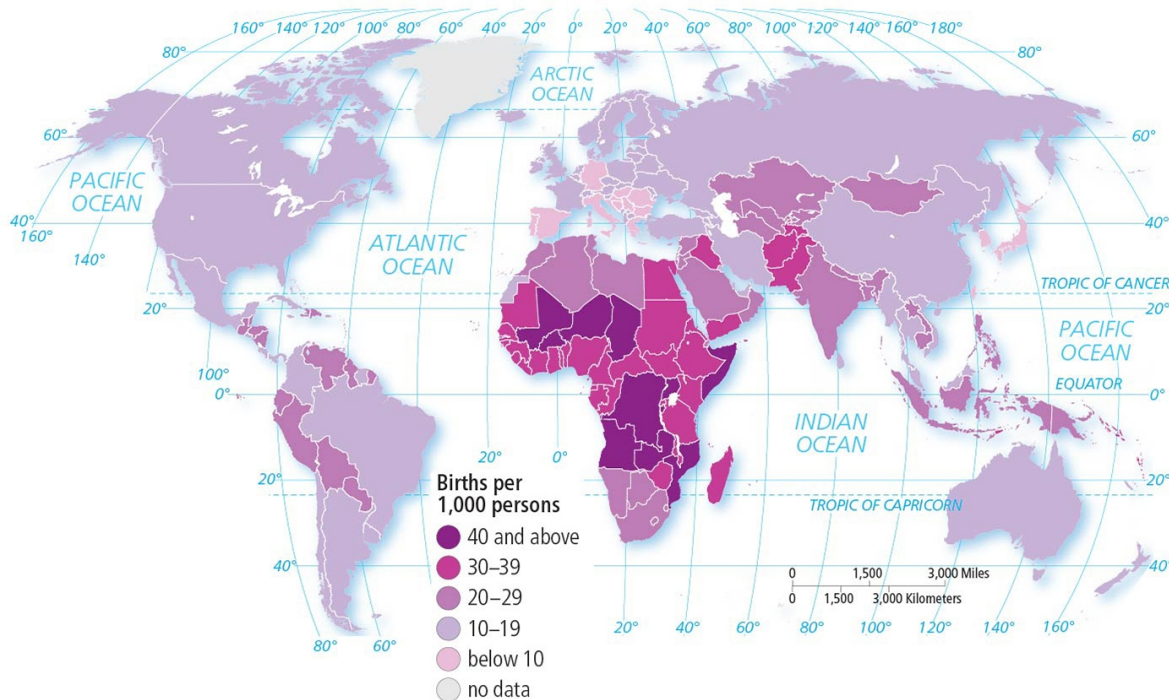 160° 140° 120° 100° 80° 60° 40° 20° 0 20° 40° 60° 80° 100° 120° 140° 160° 180°
80° 80°
ARCTIC
OCEAN
60° 60°
PACIFIC
OCEAN
40° 40°
160°
ATLANTIC
OCEAN
140°
TROPIC OF CANCER
20° 20°
PACIFIC
OCEAN
100°
EQUATOR
0° 0°
INDIAN
OCEAN
20° 0°
Births per
1,000 persons
20° 20°
TROPIC OF CAPRICORN
40 and above
30–39
40° 40°
0 1,500 3,000 Miles
0 1,500 3,000 Kilometers
20–29
10–19
20° 40° 60° 80° 100° 120° 140° 160°
80° 60°
below 10
no data